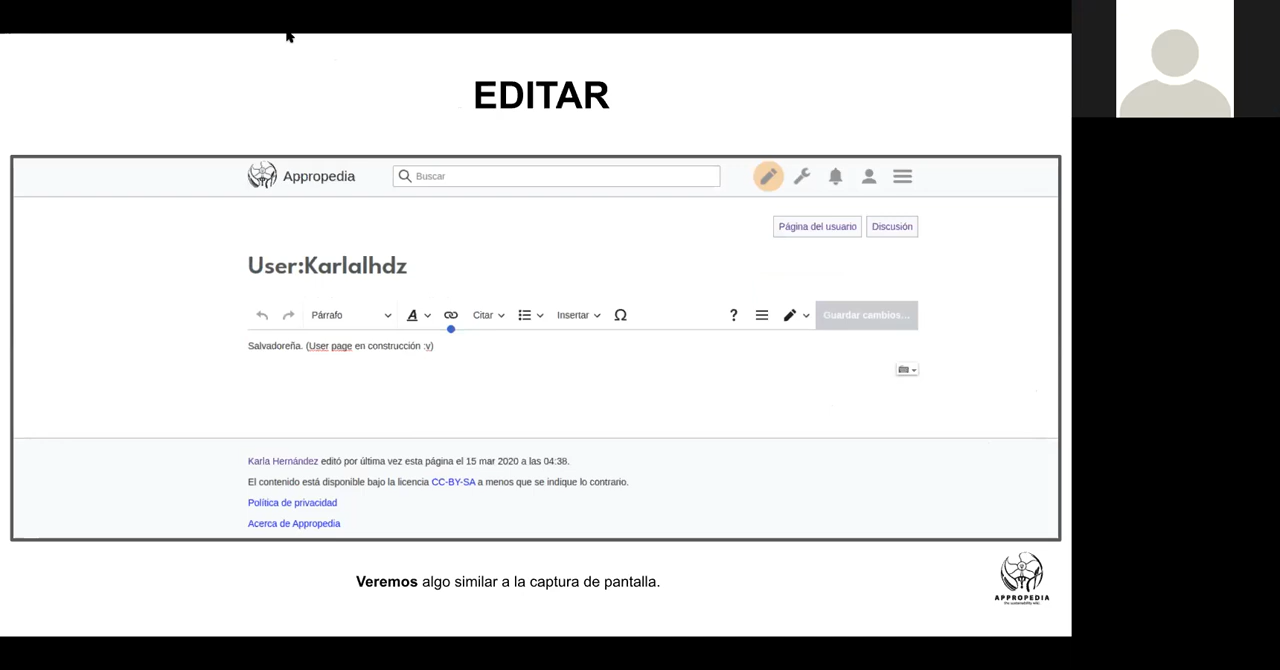 EDITAR
Appropedia
Buscar
Página del usuario
Discusión
User:Karlalhdz
Párrafo
A
Citar
Insertar
Ω
?
Guardar cambios...
Salvadoreña. (User page en construcción :v)
Karla Hernández editó por última vez esta página el 15 mar 2020 a las 04:38.
El contenido está disponible bajo la licencia CC-BY-SA a menos que se indique lo contrario.
Política de privacidad
Acerca de Appropedia
Veremos algo similar a la captura de pantalla.
APPROPEDIA
the sustainability wiki